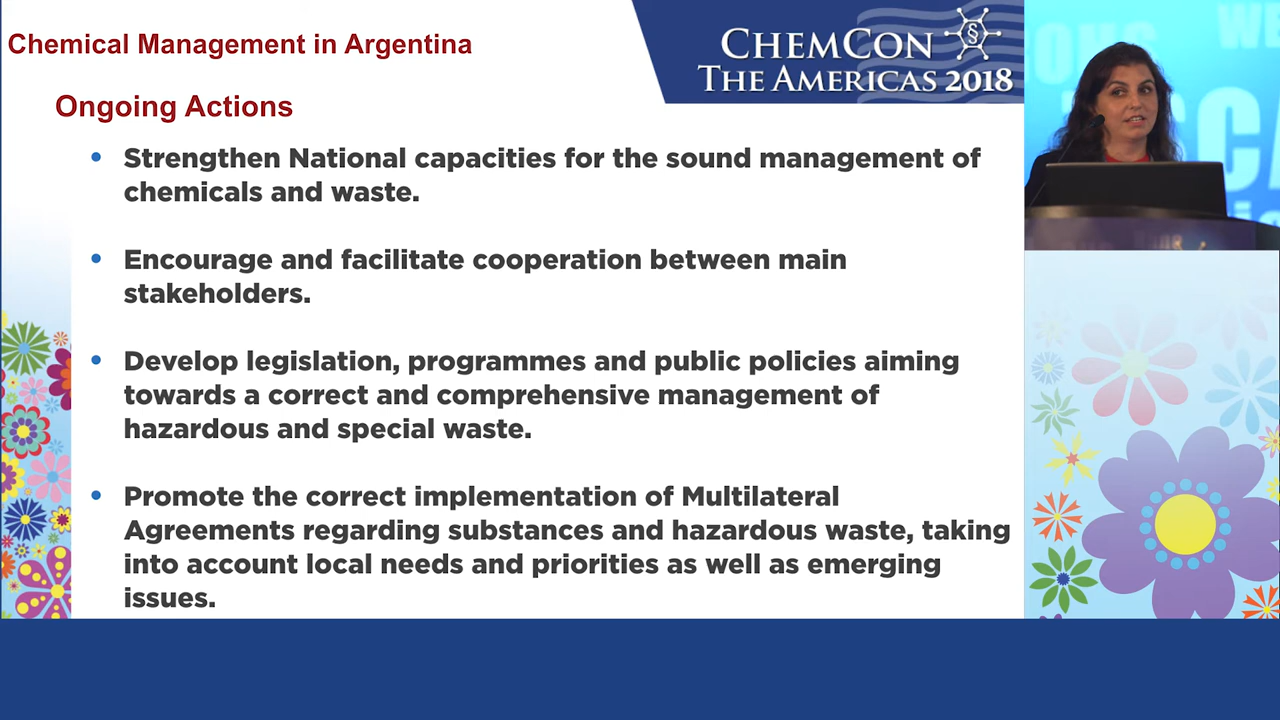 Chemical Management in Argentina
CHEMCON
THE AMERICAS 2018
§
Ongoing Actions
• Strengthen National capacities for the sound management of
chemicals and waste.
• Encourage and facilitate cooperation between main
stakeholders.
• Develop legislation, programmes and public policies aiming
towards a correct and comprehensive management of
hazardous and special waste.
• Promote the correct implementation of Multilateral
Agreements regarding substances and hazardous waste, taking
into account local needs and priorities as well as emerging
issues.